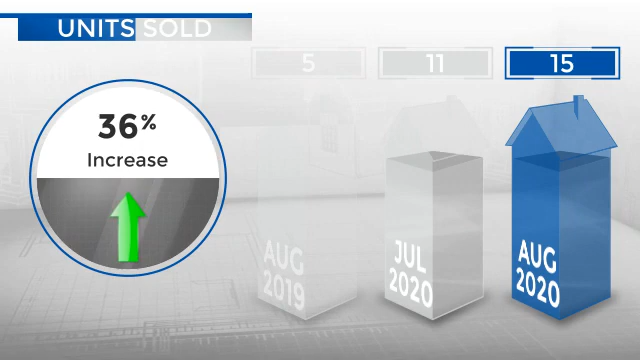 UNITS SOLD
5
11
15
36%
Increase
AUG
2019
JUL
2020
AUG
2020